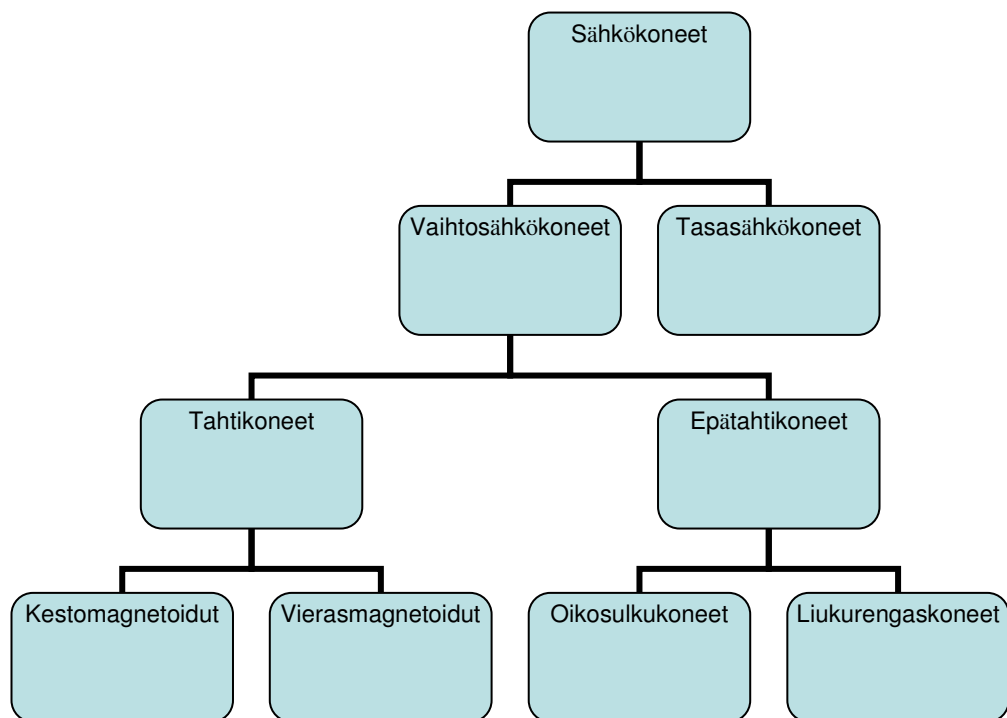 Sähkökoneet
Vaihtosähkökoneet
Tasasähkökoneet
Tahtikoneet
Epätahtikoneet
Kestomagnetoidut
Vierasmagnetoidut
Oikosulkukoneet
Liukurengaskoneet